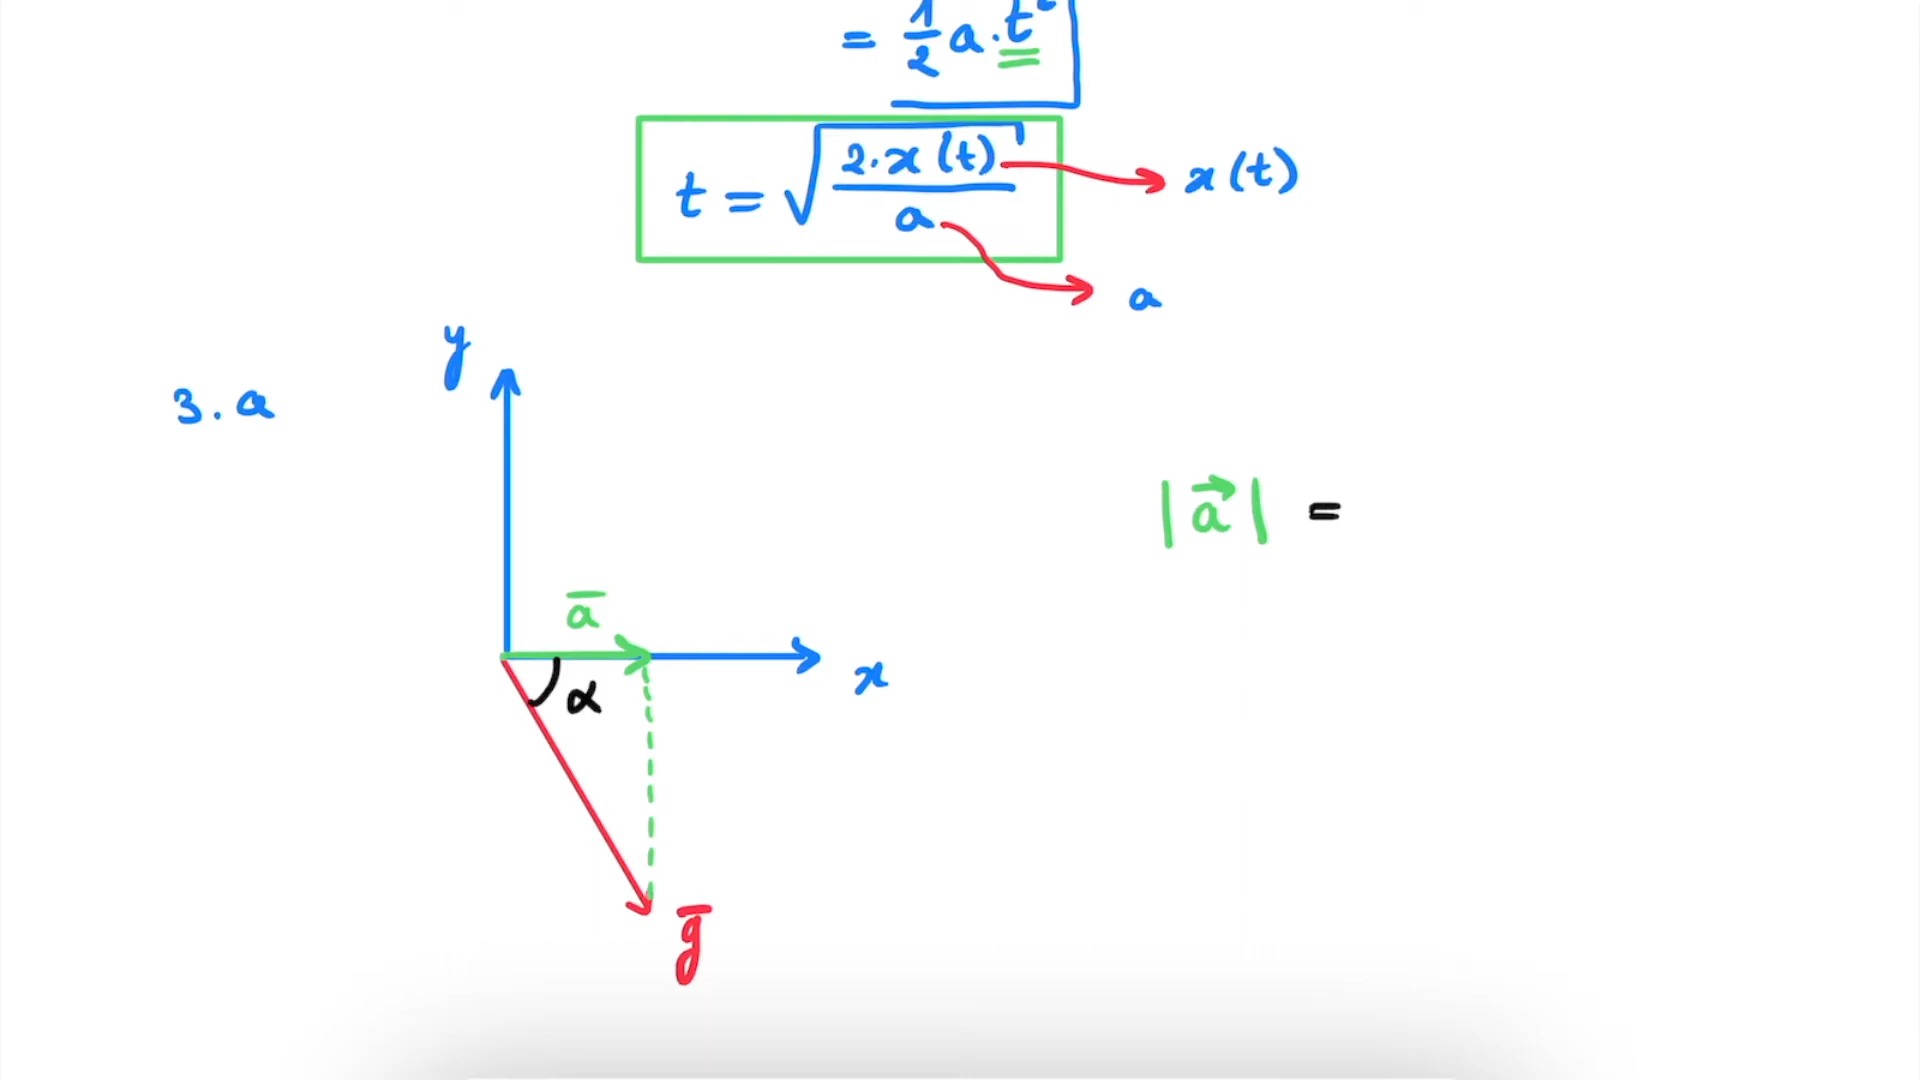 = 1/2 a · t²
t = √(2·x(t)/a)
x(t)
a
3. a
y
|a⃗| =
a̅
α
x
g̅